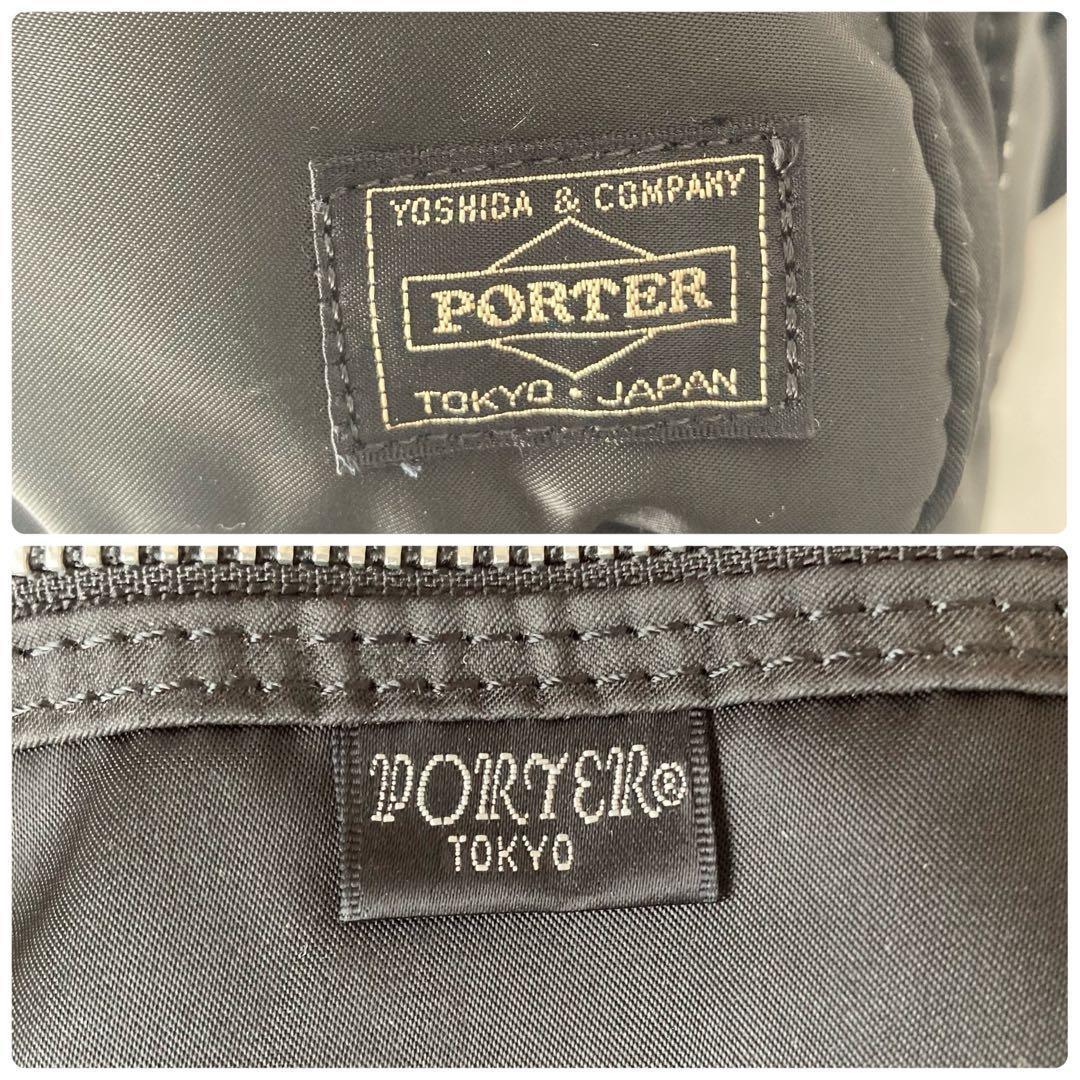 YOSHIDA & COMPANY
PORTER
TOKYO · JAPAN
PORTER®
TOKYO